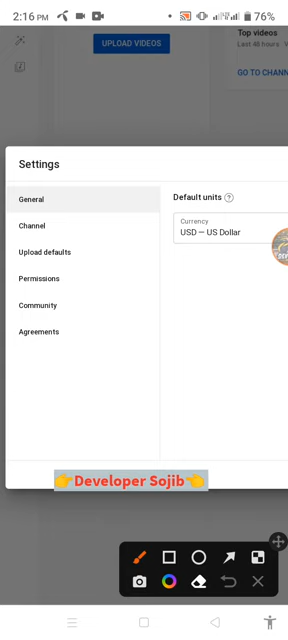 2:16 PM
76%
UPLOAD VIDEOS
Top videos
Last 48 hours · V
GO TO CHANN
Settings
General
Channel
Upload defaults
Permissions
Community
Agreements
Default units ?
Currency
USD — US Dollar
DEV
👉Developer Sojib👈